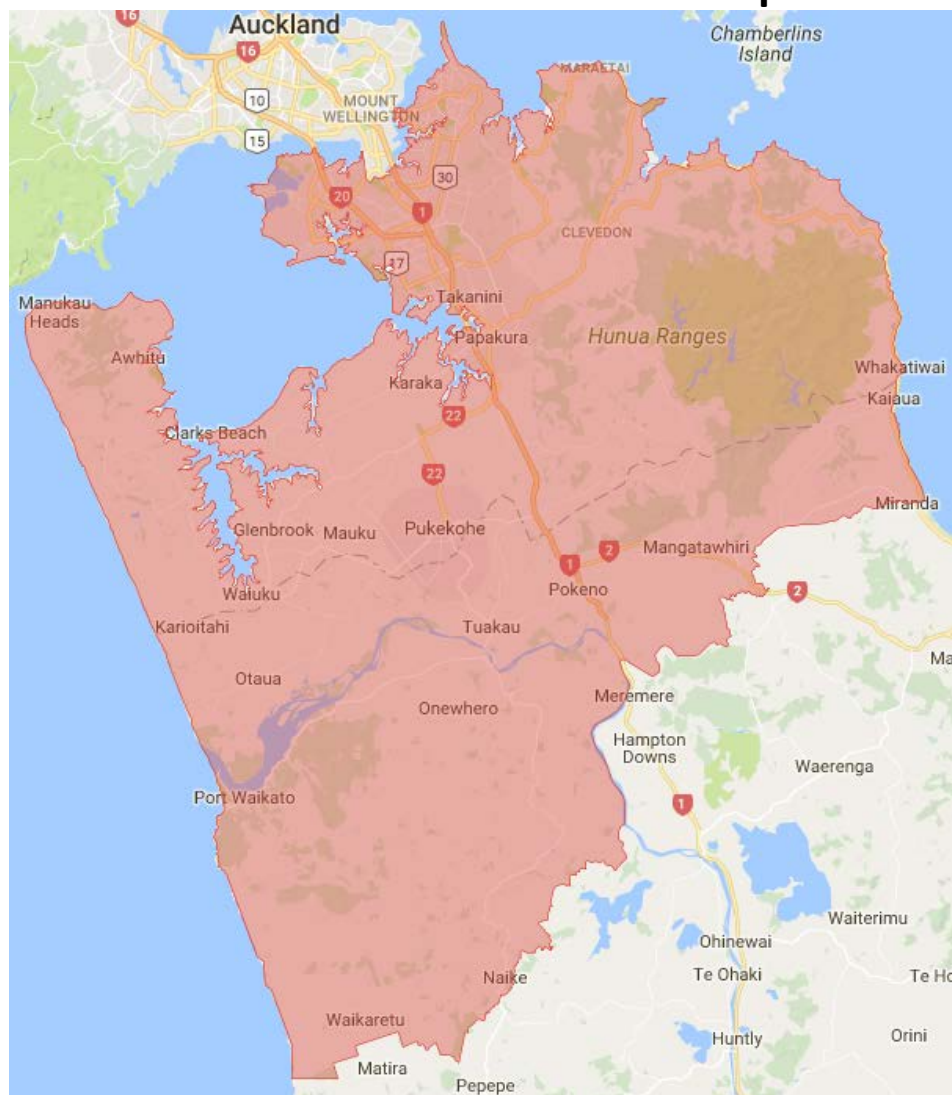 16
Auckland
16
Chamberlins
Island
MARAETAI
10
MOUNT
WELLINGTON
15
30
20
1
CLEVEDON
17
Manukau
Heads
Takanini
Papakura
Hunua Ranges
Awhitu
Karaka
Whakatiwai
Kaiaua
22
Clarks Beach
22
Miranda
Glenbrook
Mauku
Pukekohe
Mangatawhiri
2
1
Waiuku
Pokeno
2
Karioitahi
Tuakau
Otaua
Onewhero
Meremere
Hampton
Downs
Waerenga
Port Waikato
1
Waiterimu
Ohinewai
Naike
Te Ohaki
Waikaretu
Orini
Huntly
Matira
Pepepe